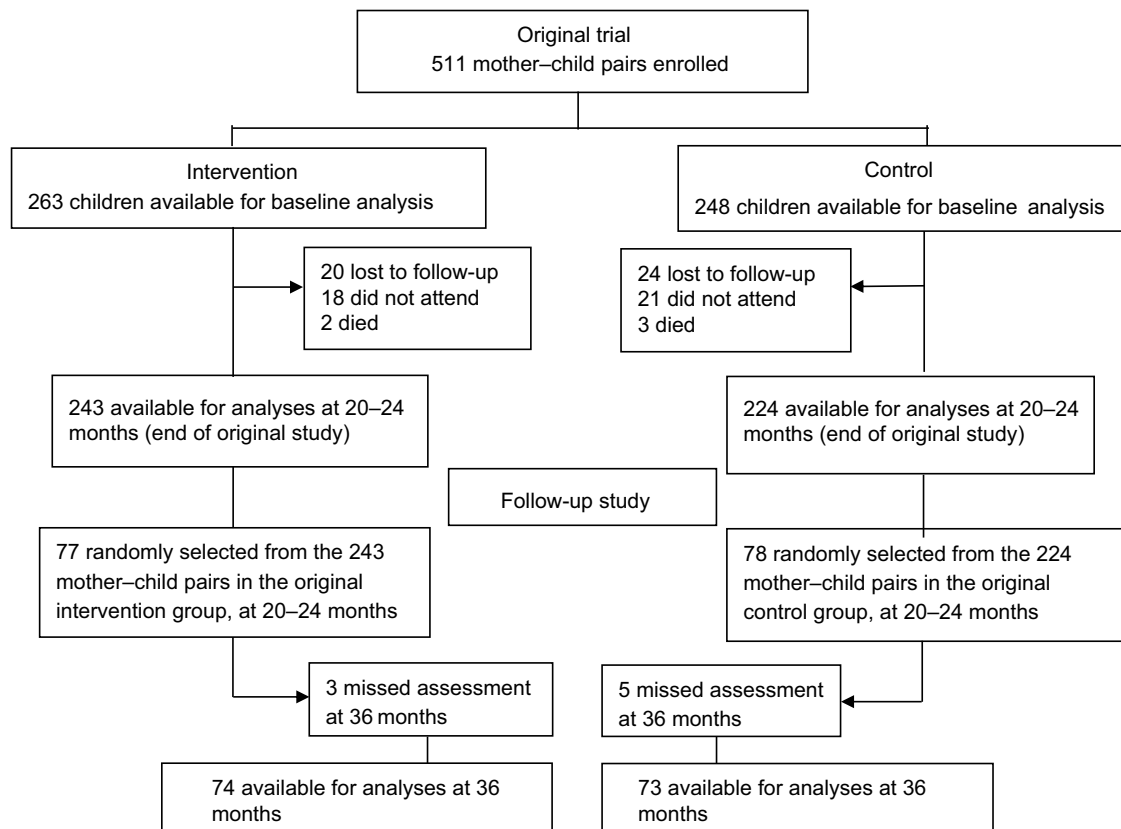 Original trial
511 mother–child pairs enrolled
Intervention
263 children available for baseline analysis
Control
248 children available for baseline analysis
20 lost to follow-up
18 did not attend
2 died
24 lost to follow-up
21 did not attend
3 died
243 available for analyses at 20–24
months (end of original study)
224 available for analyses at 20–24
months (end of original study)
Follow-up study
77 randomly selected from the 243
mother–child pairs in the original
intervention group, at 20–24 months
78 randomly selected from the 224
mother–child pairs in the original
control group, at 20–24 months
3 missed assessment
at 36 months
5 missed assessment
at 36 months
74 available for analyses at 36
months
73 available for analyses at 36
months